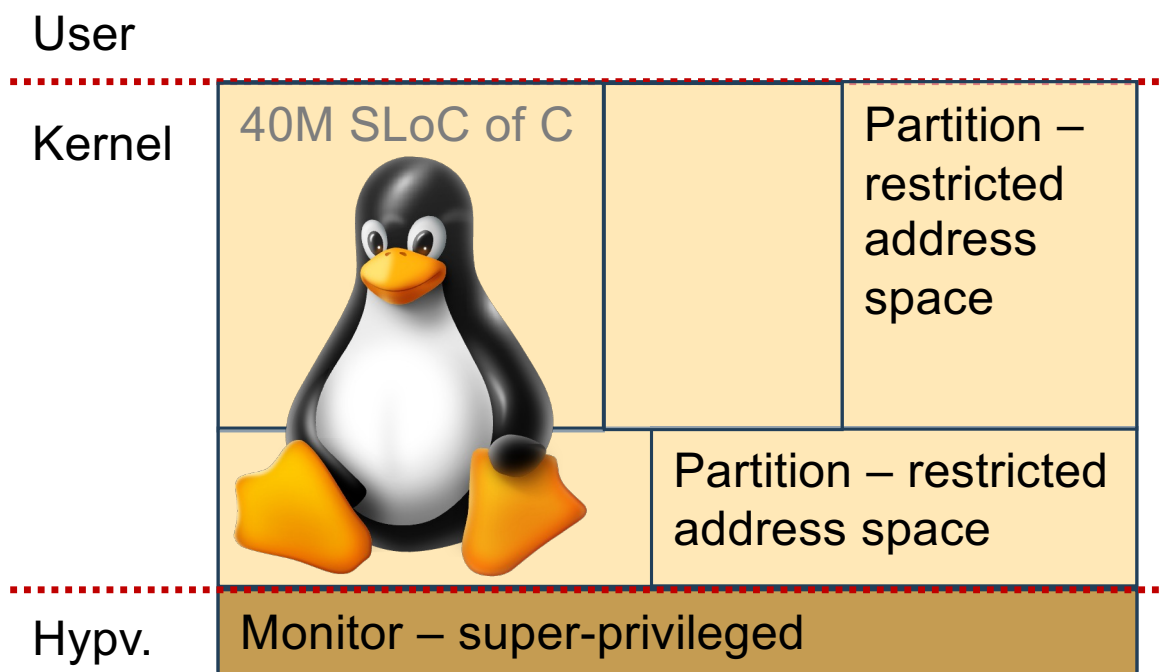 User
Kernel
40M SLoC of C
Partition –
restricted
address
space
Partition – restricted
address space
Hypv.
Monitor – super-privileged